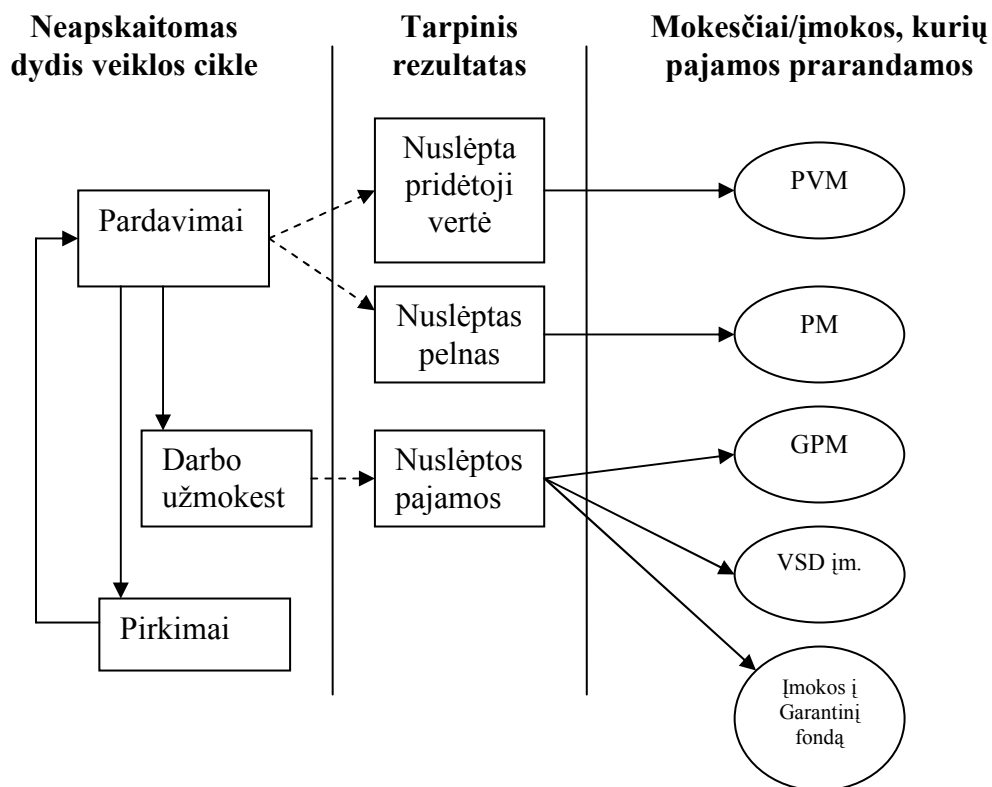 Neapskaitomas
dydis veiklos cikle
Tarpinis
rezultatas
Mokesčiai/įmokos, kurių
pajamos prarandamos
Pardavimai
Darbo
užmokest
Pirkimai
Nuslėpta
pridėtoji
vertė
Nuslėptas
pelnas
Nuslėptos
pajamos
PVM
PM
GPM
VSD įm.
Įmokos į
Garantinį
fondą